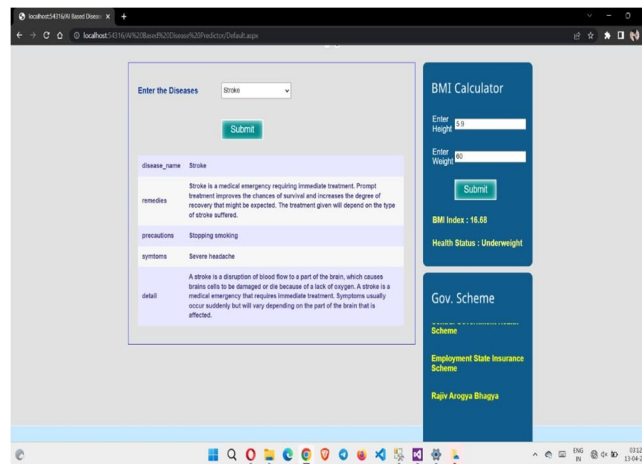 localhost:54316/AI Based Diseas
localhost:54316/AI%20Based%20Disease%20Predictor/Default.aspx
Enter the Diseases
Stroke
Submit
disease_name Stroke
remedies
Stroke is a medical emergency requiring immediate treatment. Prompt
treatment improves the chances of survival and increases the degree of
recovery that might be expected. The treatment given will depend on the type
of stroke suffered.
precautions Stopping smoking
symtoms Severe headache
detail
A stroke is a disruption of blood flow to a part of the brain, which causes
brains cells to be damaged or die because of a lack of oxygen. A stroke is a
medical emergency that requires immediate treatment. Symptoms usually
occur suddenly but will vary depending on the part of the brain that is
affected.
BMI Calculator
Enter
Height 5.9
Enter
Weight 60
Submit
BMI Index : 16.68
Health Status : Underweight
Gov. Scheme
Scheme
Employment State Insurance
Scheme
Rajiv Arogya Bhagya
ENG
IN